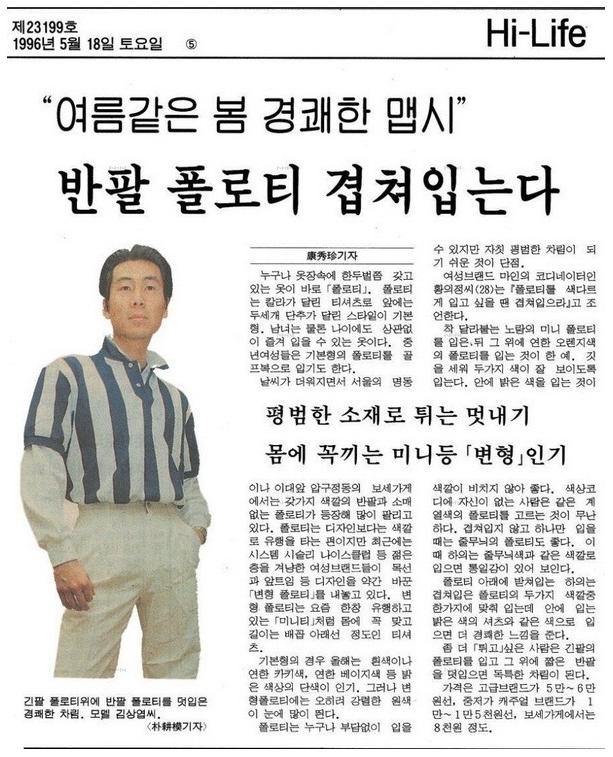 제23199호
1996년 5월 18일 토요일 ⑤
Hi-Life
“여름같은 봄 경쾌한 맵시”
반팔 폴로티 겹쳐입는다
康秀珍기자
누구나 옷장속에 한두벌쯤 갖고
있는 옷이 바로 「폴로티」. 폴로티
는 칼라가 달린 티셔츠로 앞에는
두세개 단추가 달린 스타일이 기본
형. 남녀는 물론 나이에도 상관없
이 즐겨 입을 수 있는 옷이다. 중
년여성들은 기본형의 폴로티를 골
프복으로 입기도 한다.
날씨가 더워지면서 서울의 명동
평범한 소재로 튀는 멋내기
몸에 꼭끼는 미니등 「변형」인기
이나 이대앞 압구정동의 보세가게
에서는 갖가지 색깔의 반팔과 소매
없는 폴로티가 등장해 많이 팔리고
있다. 폴로티는 디자인보다는 색깔
로 유행을 타는 편이지만 최근에는
시스템 시슬리 나이스클럽 등 젊은
층을 겨냥한 여성브랜드들이 목선
과 앞트임 등 디자인을 약간 바꾼
「변형 폴로티」를 내놓고 있다. 변
형 폴로티는 요즘 한창 유행하고
있는 「미니티」처럼 몸에 꼭 맞고
길이는 배꼽 아래선 정도인 티셔
츠.
기본형의 경우 올해는 흰색이나
연한 카키색, 연한 베이지색 등 밝
은 색상의 단색이 인기. 그러나 변
형폴로티에는 오히려 강렬한 원색
이 눈에 많이 띈다.
폴로티는 누구나 부담없이 입을
수 있지만 자칫 평범한 차림이 되
기 쉬운 것이 단점.
여성브랜드 마인의 코디네이터인
황의정씨(28)는 『폴로티를 색다르
게 입고 싶을 땐 겹쳐입으라』고 조
언한다.
착 달라붙는 노랑의 미니 폴로티
를 입은.뒤 그 위에 연한 오렌지색
의 폴로티를 입는 것이 한 예. 깃
을 세워 두가지 색이 잘 보이도록
입는다. 안에 밝은 색을 입는 것이
색깔이 비치지 않아 좋다. 색상코
디에 자신이 없는 사람은 같은 계
열색의 폴로티를 고르는 것이 무난
하다. 겹쳐입지 않고 하나만 입을
때는 줄무늬의 폴로티도 좋다. 이
때 하의는 줄무늬색과 같은 색깔로
입으면 통일감이 있어 보인다.
폴로티 아래에 받쳐입는 하의는
겹쳐입은 폴로티의 두가지 색깔중
한가지에 맞춰 입는데 안에 입는
밝은 색의 셔츠와 같은 색으로 입
으면 더 경쾌한 느낌을 준다.
좀 더 「튀고」싶은 사람은 긴팔의
폴로티를 입고 그 위에 짧은 반팔
을 덧입으면 독특한 차림이 된다.
가격은 고급브랜드가 5만∼6만
원선, 중저가 캐주얼 브랜드가 1
만∼1만5천원선, 보세가게에서는
8천원 정도.
긴팔 폴로티위에 반팔 폴로티를 덧입은
경쾌한 차림. 모델 김상엽씨.
〈朴耕模기자〉